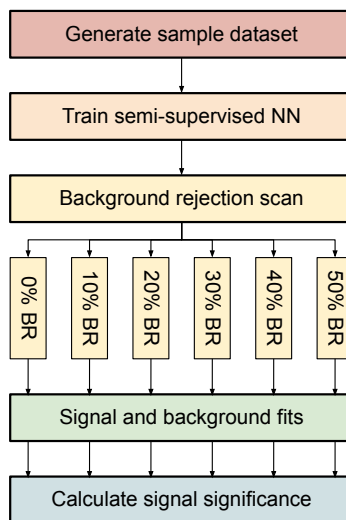 Generate sample dataset
Train semi-supervised NN
Background rejection scan
0% BR
10% BR
20% BR
30% BR
40% BR
50% BR
Signal and background fits
Calculate signal significance